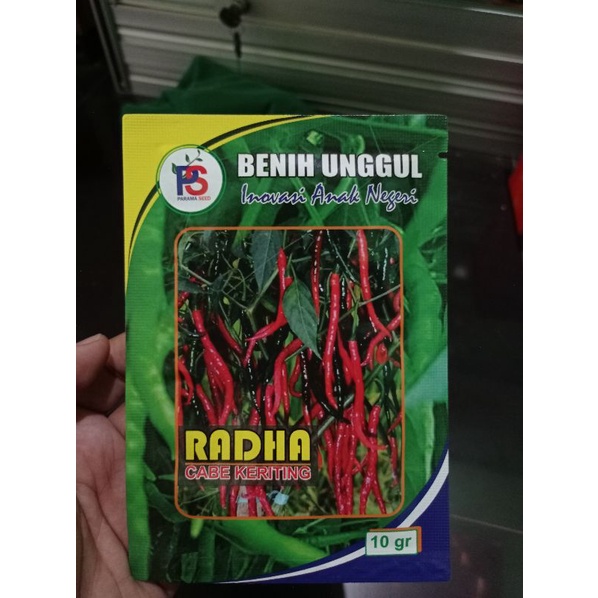 PS
PARAMA SEED
BENIH UNGGUL
Inovasi Anak Negeri
RADHA
CABE KERITING
10 gr